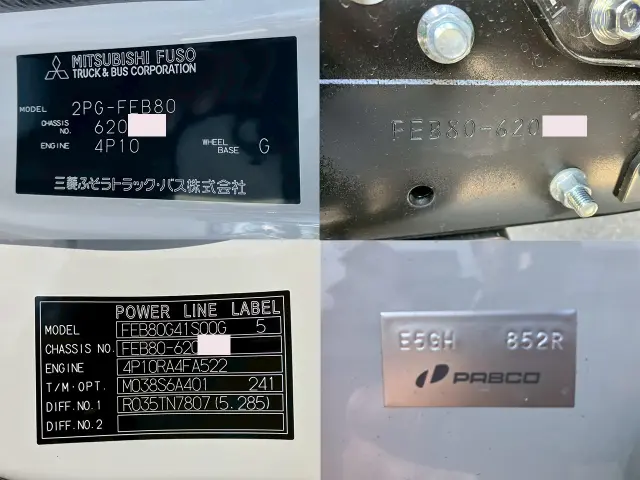 MITSUBISHI FUSO
TRUCK & BUS CORPORATION
MODEL 2PG-FEB80
CHASSIS NO. 620
ENGINE 4P10 WHEEL BASE G
三菱ふそうトラック・バス株式会社
FEB80-620
POWER LINE LABEL
MODEL FEB80G41S00G 5
CHASSIS NO. FEB80-620
ENGINE 4P10RA4FA522
T/M・OPT. M038S6A401 241
DIFF.NO.1 R035TN7807(5.285)
DIFF.NO.2
E5GH 852R
PABCO